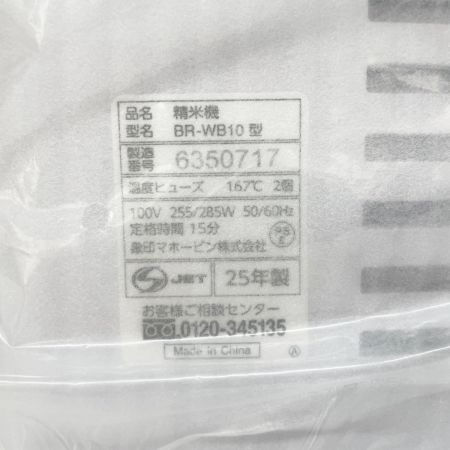 品名 精米機
型名 BR-WB10 型
製造番号 6350717
温度ヒューズ 167℃ 2個
100V 255/285W 50/60Hz
定格時間 15分
象印マホービン株式会社
PSE
JET 25年製
お客様ご相談センター
0120-345135
Made in China Ⓐ